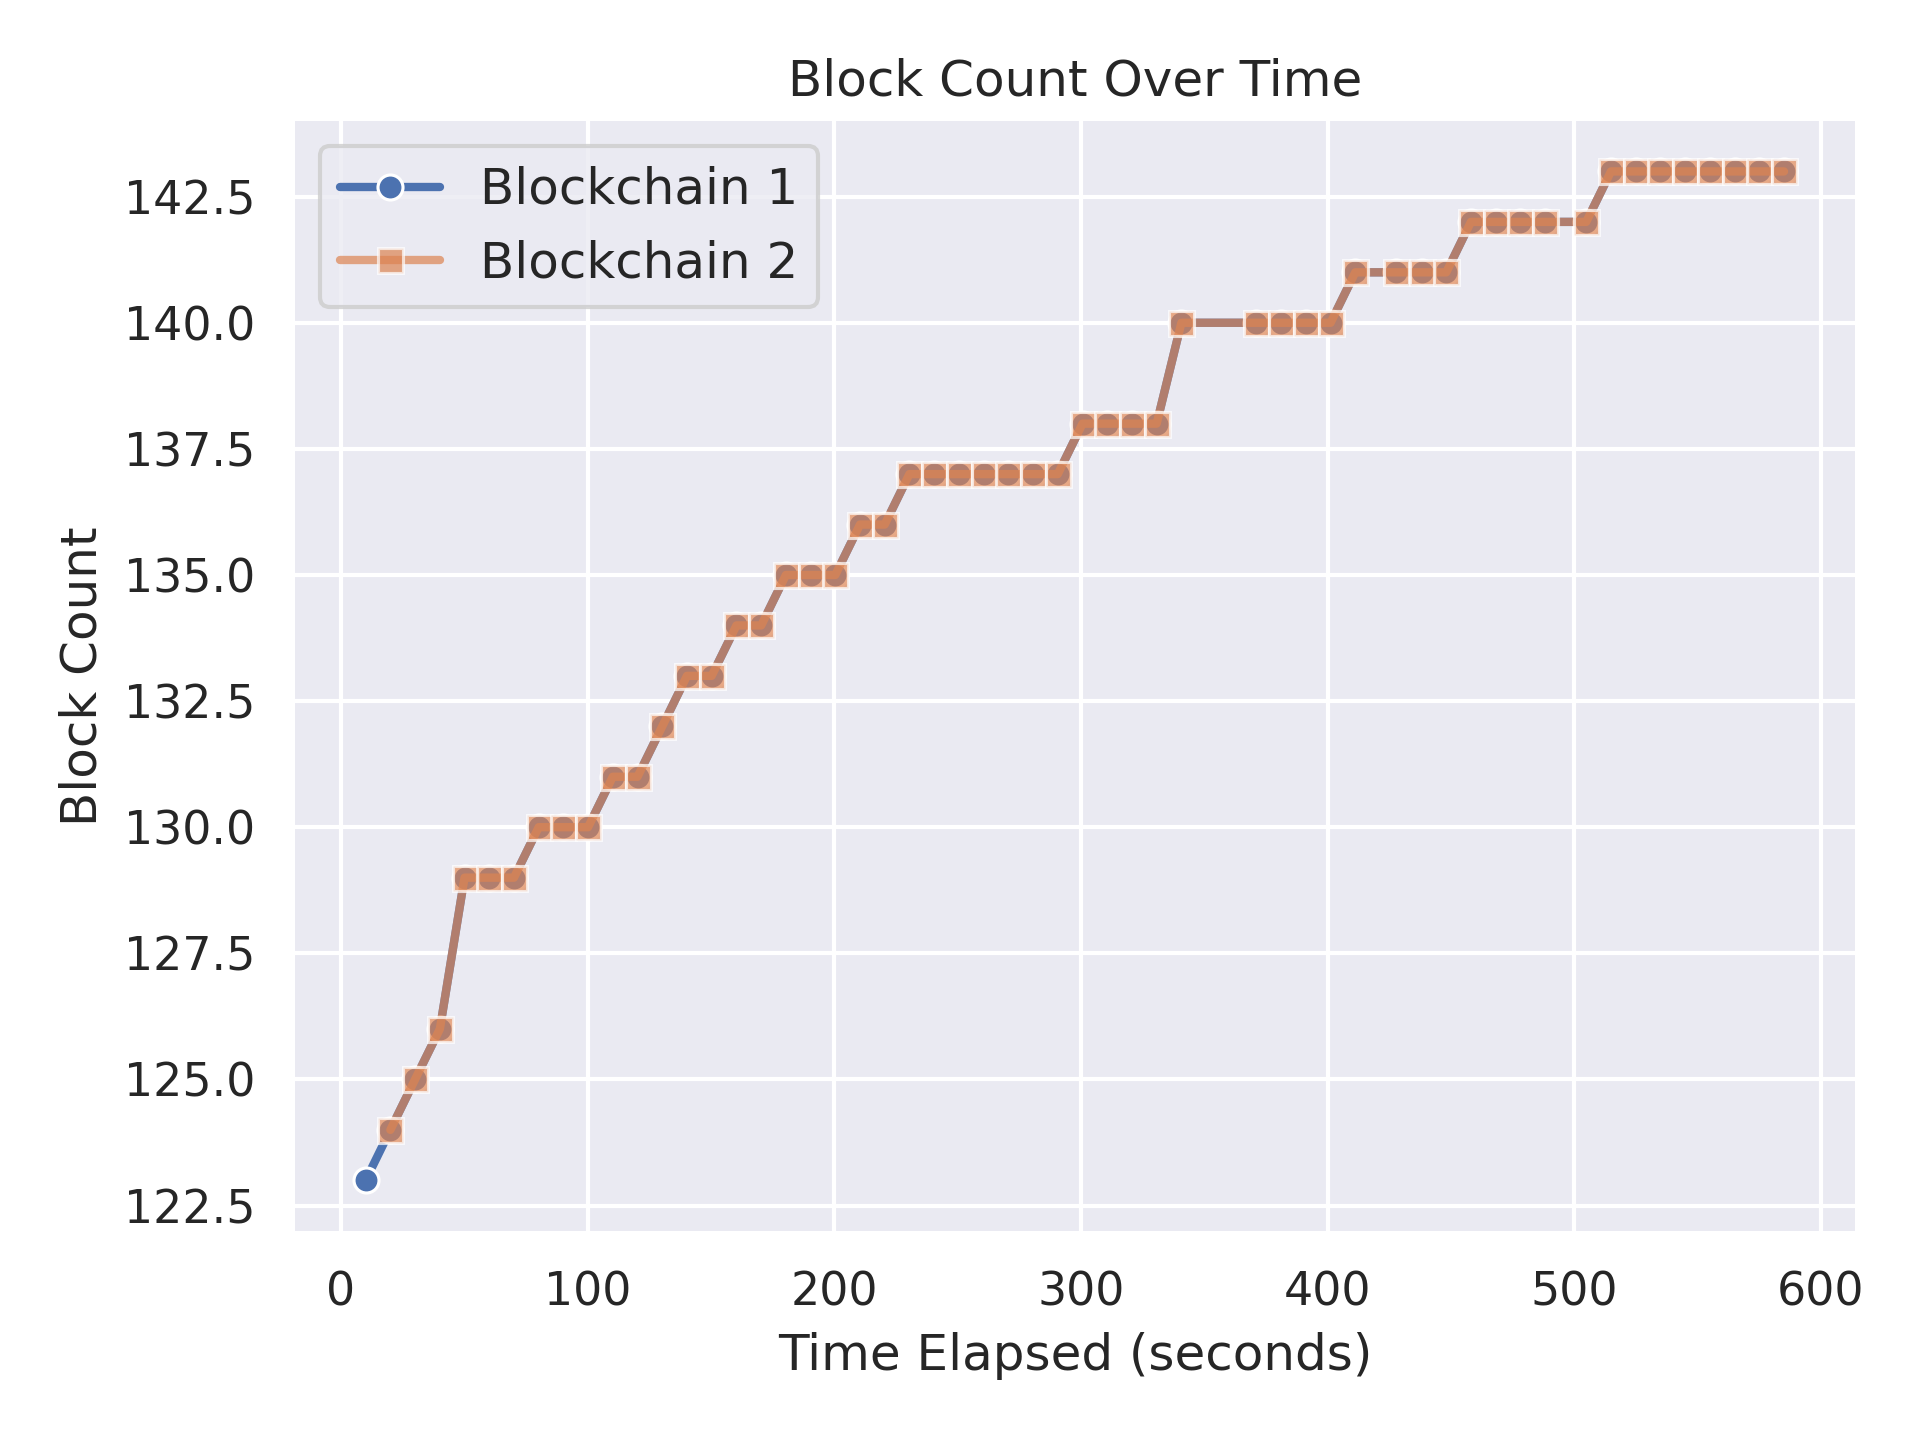 Block Count Over Time
Blockchain 1
Blockchain 2
Block Count
142.5
140.0
137.5
135.0
132.5
130.0
127.5
125.0
122.5
0 100 200 300 400 500 600
Time Elapsed (seconds)